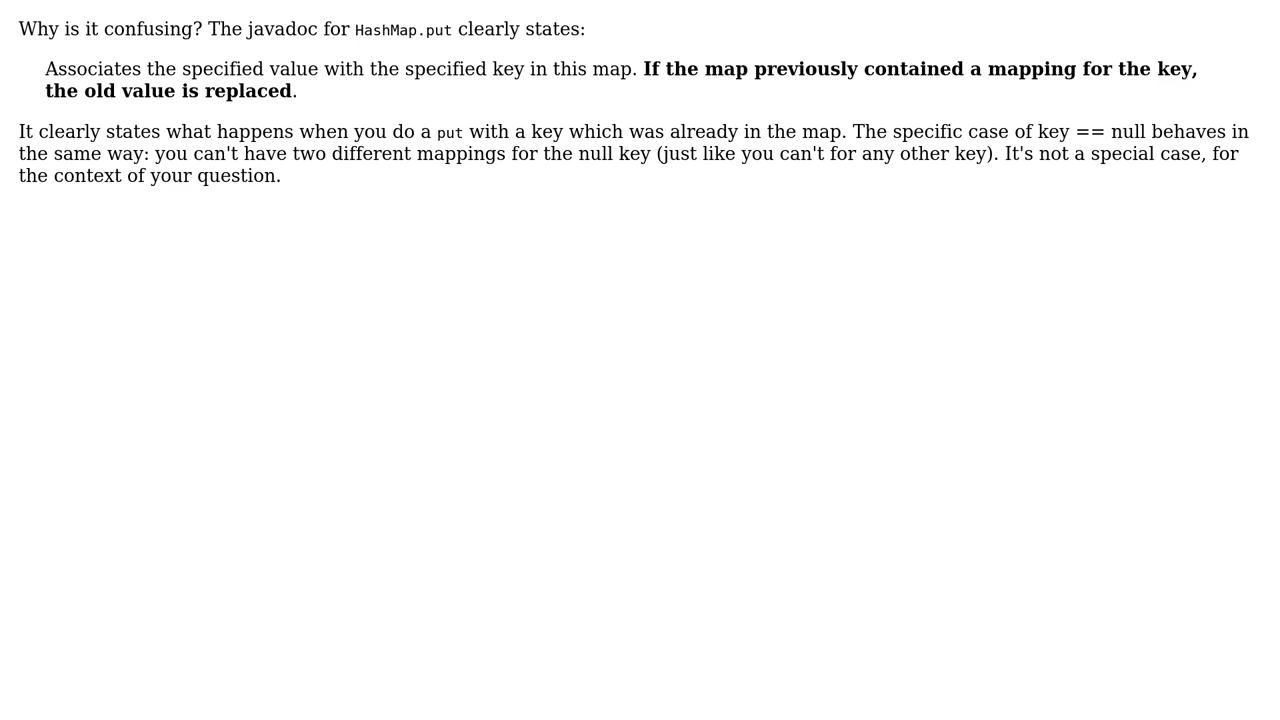 Why is it confusing? The javadoc for HashMap.put clearly states:
Associates the specified value with the specified key in this map. If the map previously contained a mapping for the key,
the old value is replaced.
It clearly states what happens when you do a put with a key which was already in the map. The specific case of key == null behaves in
the same way: you can't have two different mappings for the null key (just like you can't for any other key). It's not a special case, for
the context of your question.